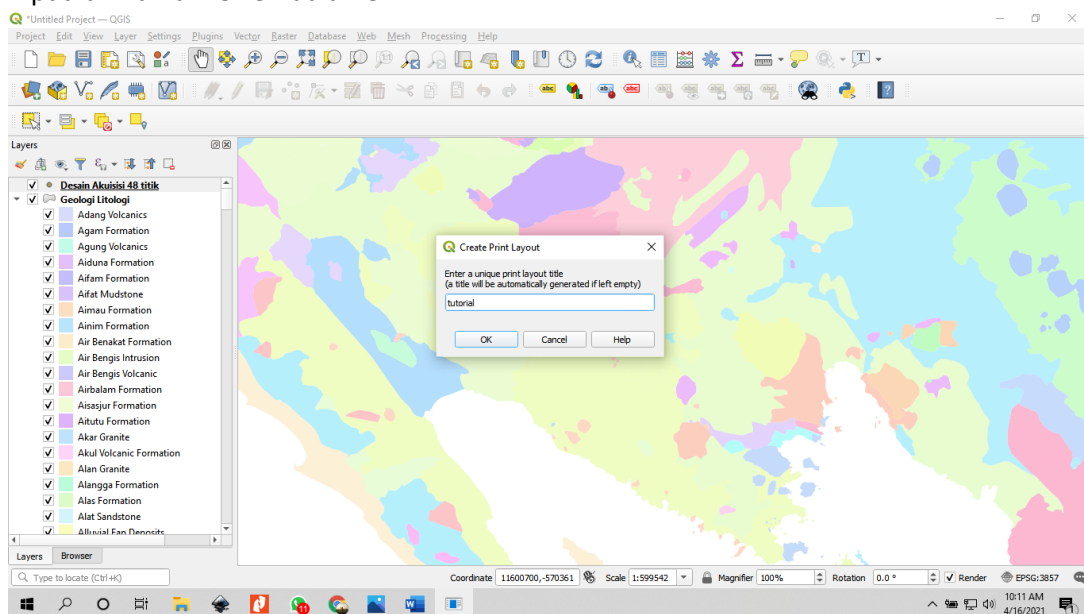 *Untitled Project — QGIS
Project Edit View Layer Settings Plugins Vector Raster Database Web Mesh Processing Help
Layers
Desain Akuisisi 48 titik
Geologi Litologi
Adang Volcanics
Agam Formation
Agung Volcanics
Aiduna Formation
Aifam Formation
Aifat Mudstone
Aimau Formation
Ainim Formation
Air Benakat Formation
Air Bengis Intrusion
Air Bengis Volcanic
Airbalam Formation
Aisasjur Formation
Aitutu Formation
Akar Granite
Akul Volcanic Formation
Alan Granite
Alangga Formation
Alas Formation
Alat Sandstone
Alluvial Fan Deposits
Layers Browser
Create Print Layout
Enter a unique print layout title
(a title will be automatically generated if left empty)
tutorial
OK Cancel Help
Type to locate (Ctrl+K) Coordinate 11600700,-570361 Scale 1:599542 Magnifier 100% Rotation 0.0 ° Render EPSG:3857
10:11 AM
4/16/2021